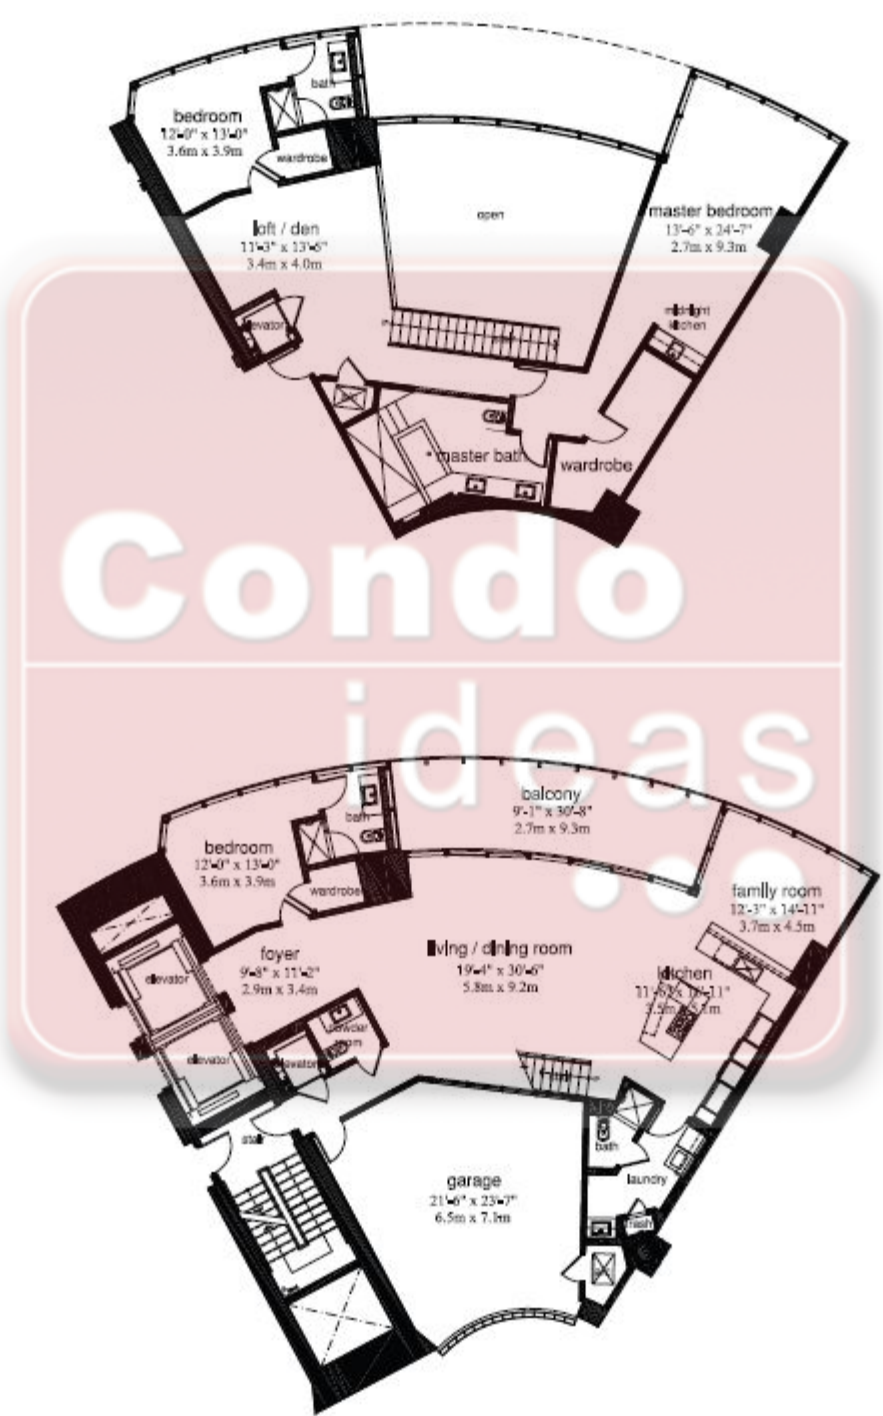 bath
bedroom
12'-0" x 13'-0"
3.6m x 3.9m
wardrobe
loft / den
11'-3" x 13'-6"
3.4m x 4.0m
open
master bedroom
13'-6" x 24'-7"
2.7m x 9.3m
elevator
midnight
kitchen
master bath
wardrobe
Condo
ideas
balcony
9'-1" x 30'-8"
2.7m x 9.3m
bath
bedroom
12'-0" x 13'-0"
3.6m x 3.9m
wardrobe
family room
12'-3" x 14'-11"
3.7m x 4.5m
foyer
9'-8" x 11'-2"
2.9m x 3.4m
living / dining room
19'-4" x 30'-6"
5.8m x 9.2m
kitchen
elevator
powder
room
elevator
elevator
stair
bath
laundry
trash
garage
21'-6" x 23'-7"
6.5m x 7.1m